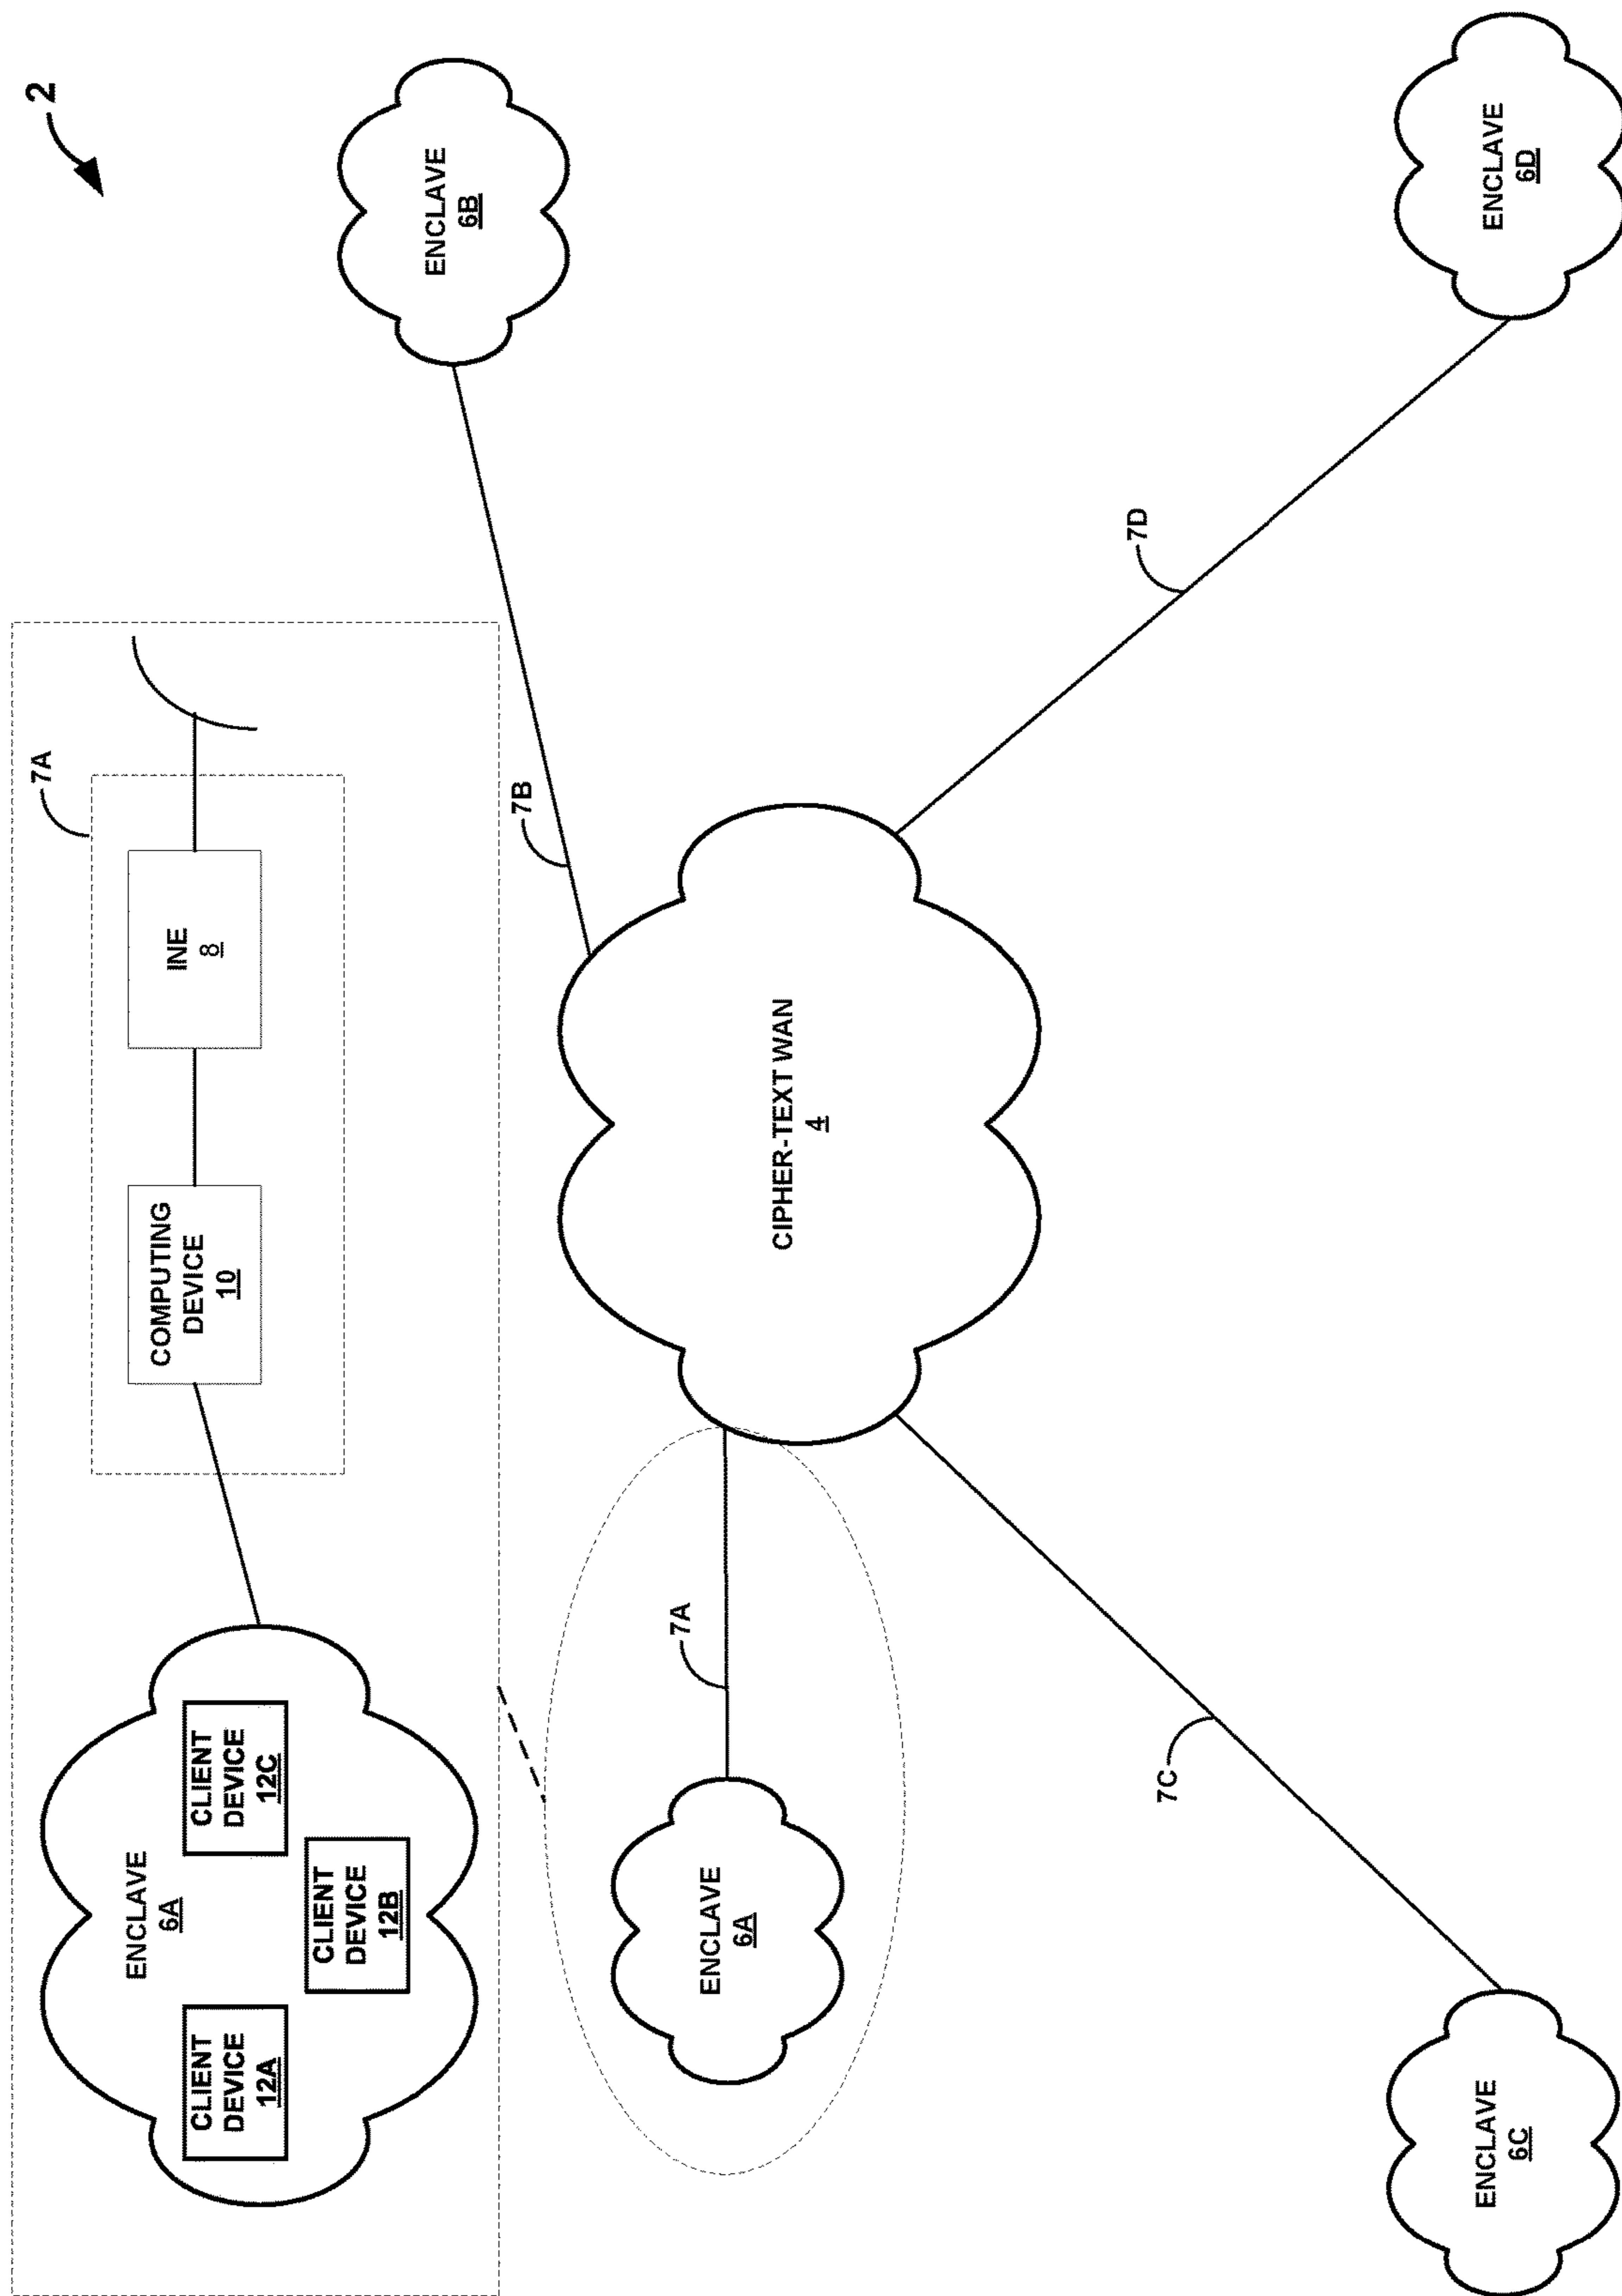 2
ENCLAVE
6A
CLIENT
DEVICE
12A
CLIENT
DEVICE
12B
CLIENT
DEVICE
12C
COMPUTING
DEVICE
10
INE
8
7A
ENCLAVE
6A
7A
ENCLAVE
6B
7B
CIPHER-TEXT WAN
4
ENCLAVE
6C
7C
ENCLAVE
6D
7D